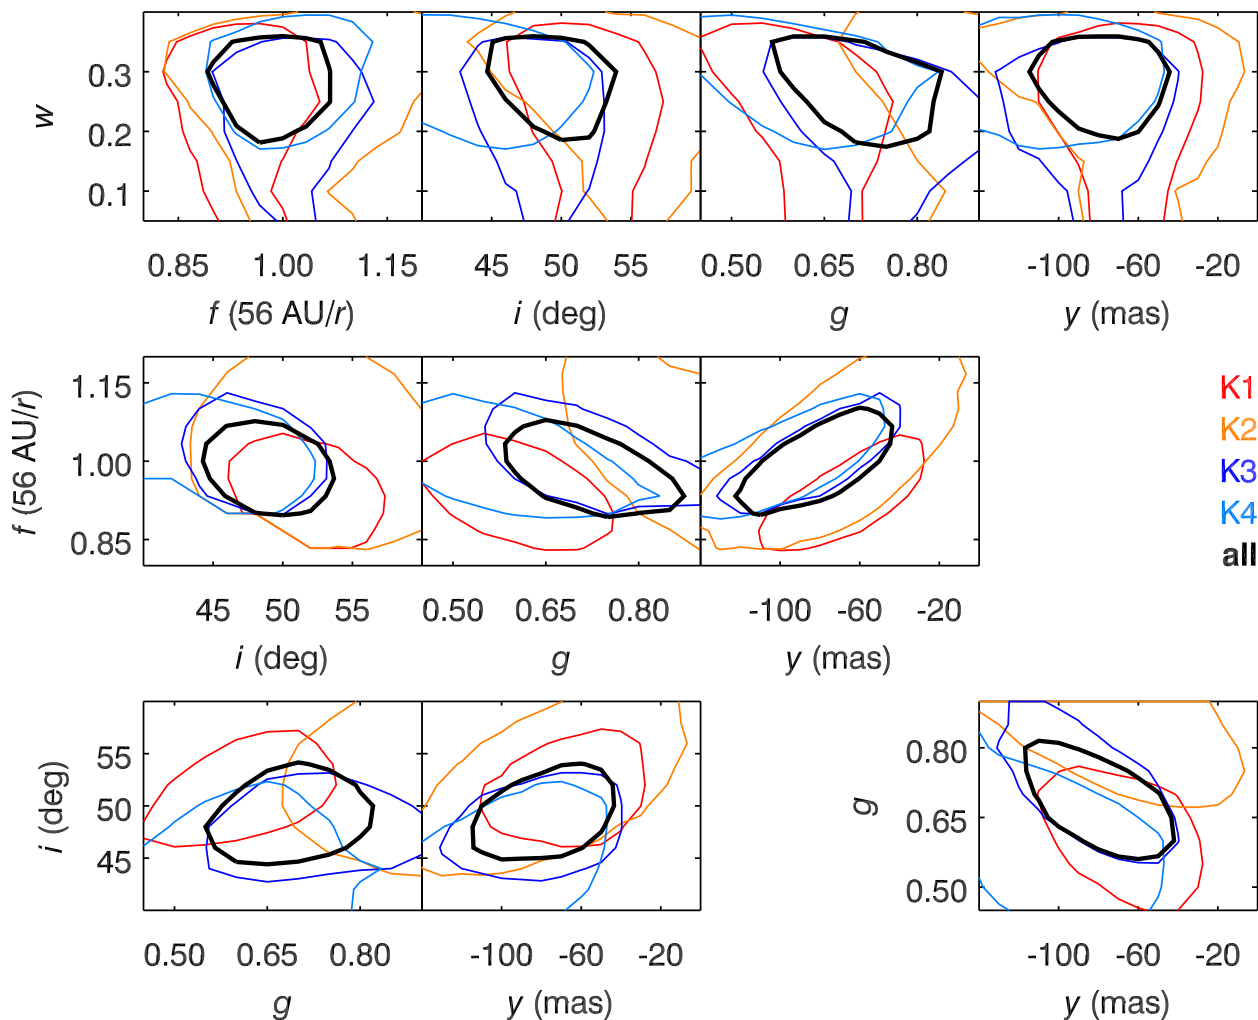 0.3
0.2
0.1
w
0.85 1.00 1.15 45 50 55 0.50 0.65 0.80 -100 -60 -20
f (56 AU/r) i (deg) g y (mas)
1.15
1.00
0.85
f (56 AU/r)
K1
K2
K3
K4
all
45 50 55 0.50 0.65 0.80 -100 -60 -20
i (deg) g y (mas)
55
50
45
i (deg)
0.80
0.65
0.50
g
0.50 0.65 0.80 -100 -60 -20 -100 -60 -20
g y (mas) y (mas)